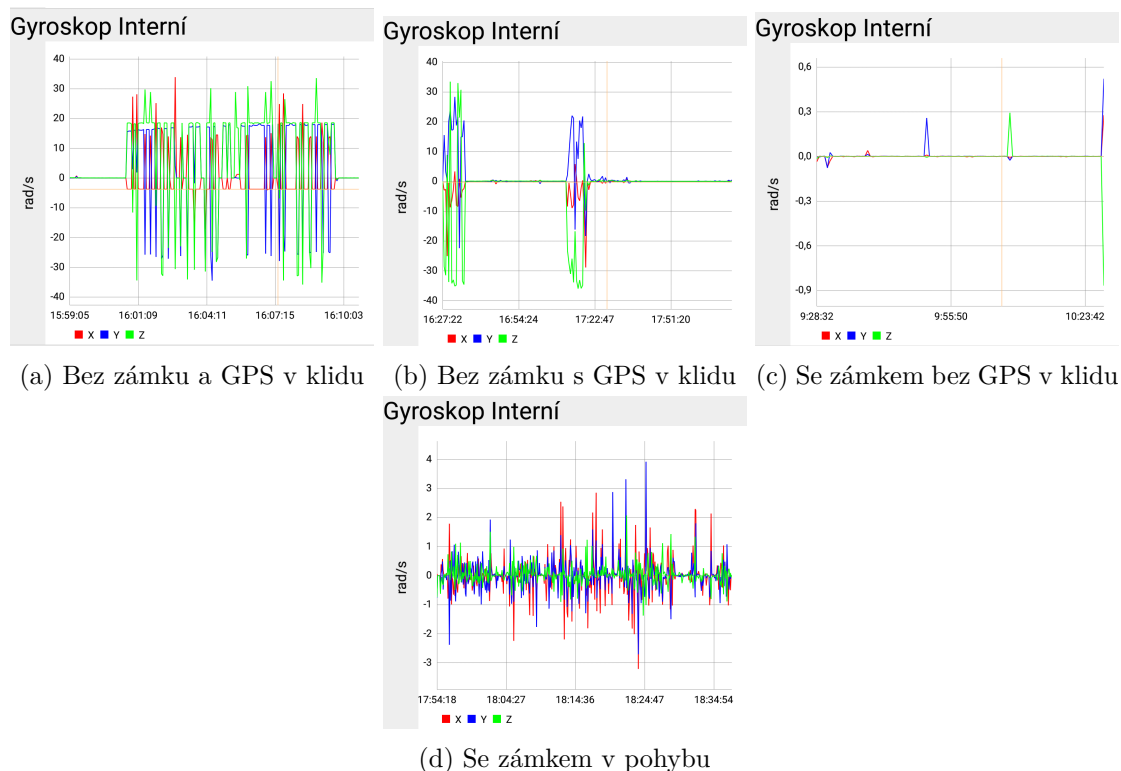 Gyroskop Interní
40
30
20
10
0
-10
-20
-30
-40
rad/s
15:59:05 16:01:09 16:04:11 16:07:15 16:10:03
X Y Z
(a) Bez zámku a GPS v klidu
Gyroskop Interní
40
30
20
10
0
-10
-20
-30
-40
rad/s
16:27:22 16:54:24 17:22:47 17:51:20
X Y Z
(b) Bez zámku s GPS v klidu
Gyroskop Interní
0,6
0,3
0,0
-0,3
-0,6
-0,9
rad/s
9:28:32 9:55:50 10:23:42
X Y Z
(c) Se zámkem bez GPS v klidu
Gyroskop Interní
4
3
2
1
0
-1
-2
-3
rad/s
17:54:18 18:04:27 18:14:36 18:24:47 18:34:54
X Y Z
(d) Se zámkem v pohybu